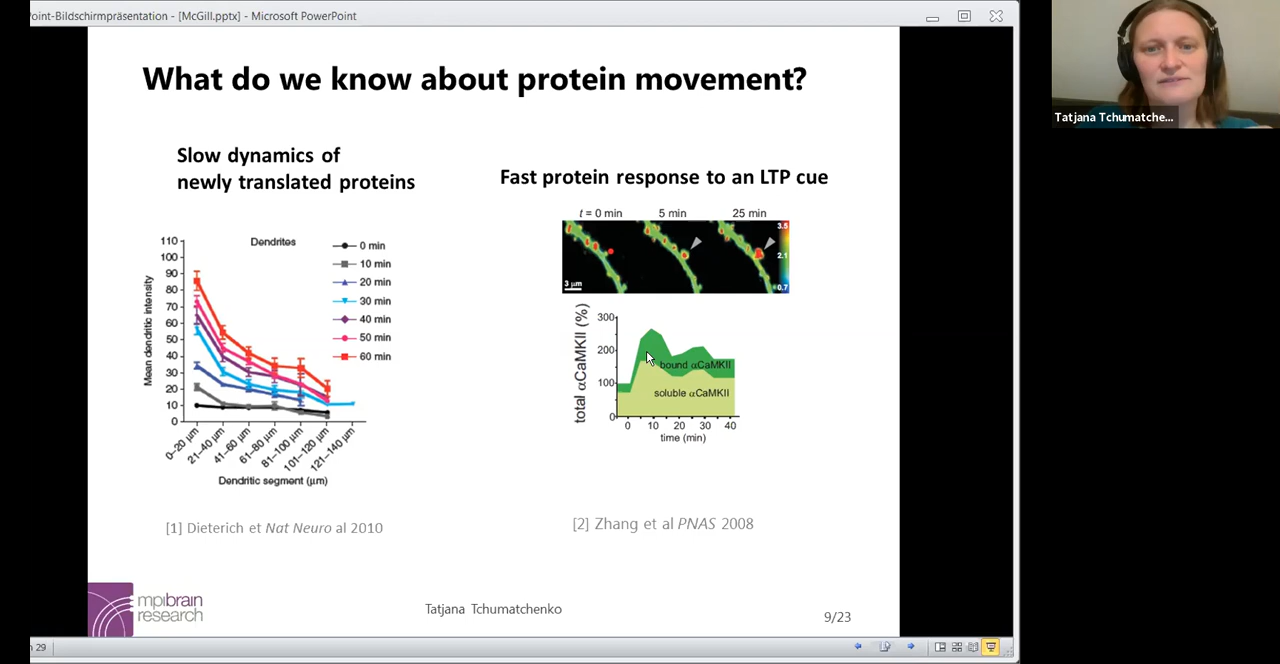 oint-Bildschirmpräsentation - [McGill.pptx] - Microsoft PowerPoint
Tatjana Tchumatche...
What do we know about protein movement?
Slow dynamics of
newly translated proteins
Dendrites
Mean dendritic intensity
110
100
90
80
70
60
50
40
30
20
10
0
0 min
10 min
20 min
30 min
40 min
50 min
60 min
0–20 µm
21–40 µm
41–60 µm
61–80 µm
81–100 µm
101–120 µm
121–140 µm
Dendritic segment (µm)
[1] Dieterich et Nat Neuro al 2010
Fast protein response to an LTP cue
t = 0 min 5 min 25 min
3.5
2.1
0.7
3 µm
total αCaMKII (%)
300
200
100
0
bound αCaMKII
soluble αCaMKII
0 10 20 30 40
time (min)
[2] Zhang et al PNAS 2008
mpibrain
research
Tatjana Tchumatchenko
9/23
29